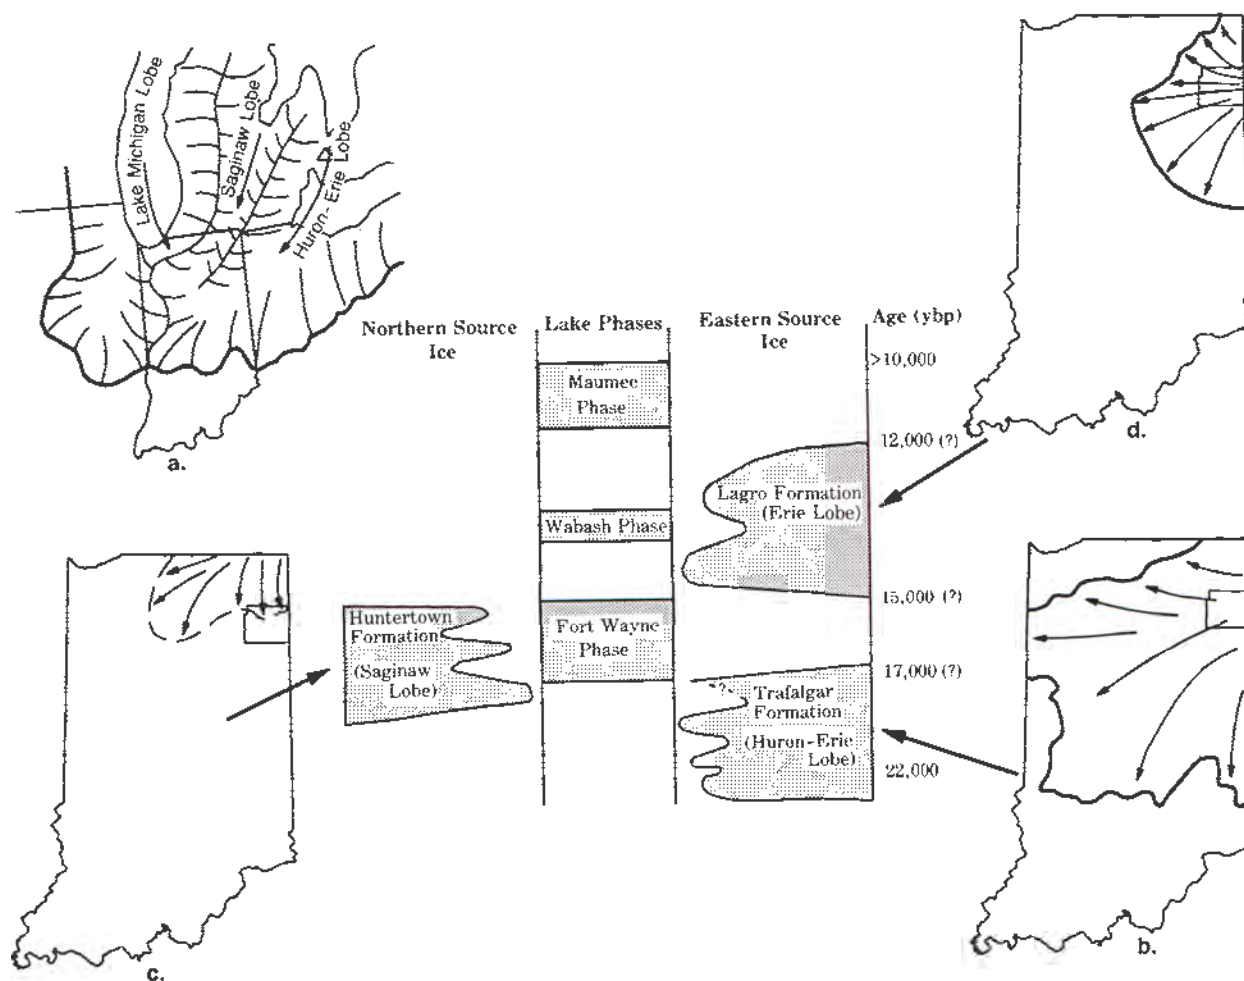 Lake Michigan Lobe
Saginaw Lobe
Huron-Erie Lobe
a.
Northern Source
Ice
Lake Phases
Eastern Source
Ice
Age (ybp)
>10,000
Maumee
Phase
12,000 (?)
Lagro Formation
(Erie Lobe)
Wabash Phase
15,000 (?)
Huntertown
Formation
(Saginaw
Lobe)
Fort Wayne
Phase
17,000 (?)
?
Trafalgar
Formation
(Huron-Erie
Lobe)
22,000
d.
c.
b.